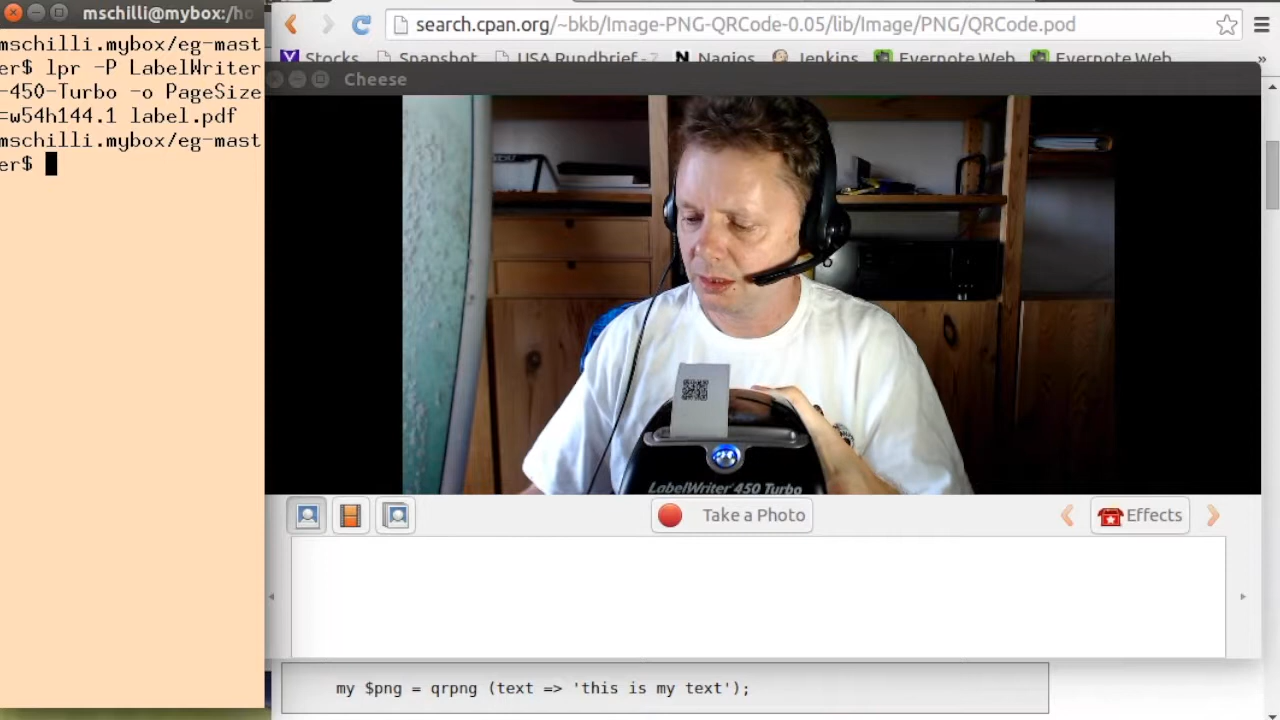 mschilli@mybox: /ho
mschilli.mybox/eg-mast
er$ lpr -P LabelWriter
-450-Turbo -o PageSize
=w54h144.1 label.pdf
mschilli.mybox/eg-mast
er$
search.cpan.org/~bkb/Image-PNG-QRCode-0.05/lib/Image/PNG/QRCode.pod
Stocks Snapshot USA Rundbrief - Z Nagios Jenkins Evernote Web Evernote Web »
Cheese
LabelWriter 450 Turbo
Take a Photo
Effects
my $png = qrpng (text => 'this is my text');